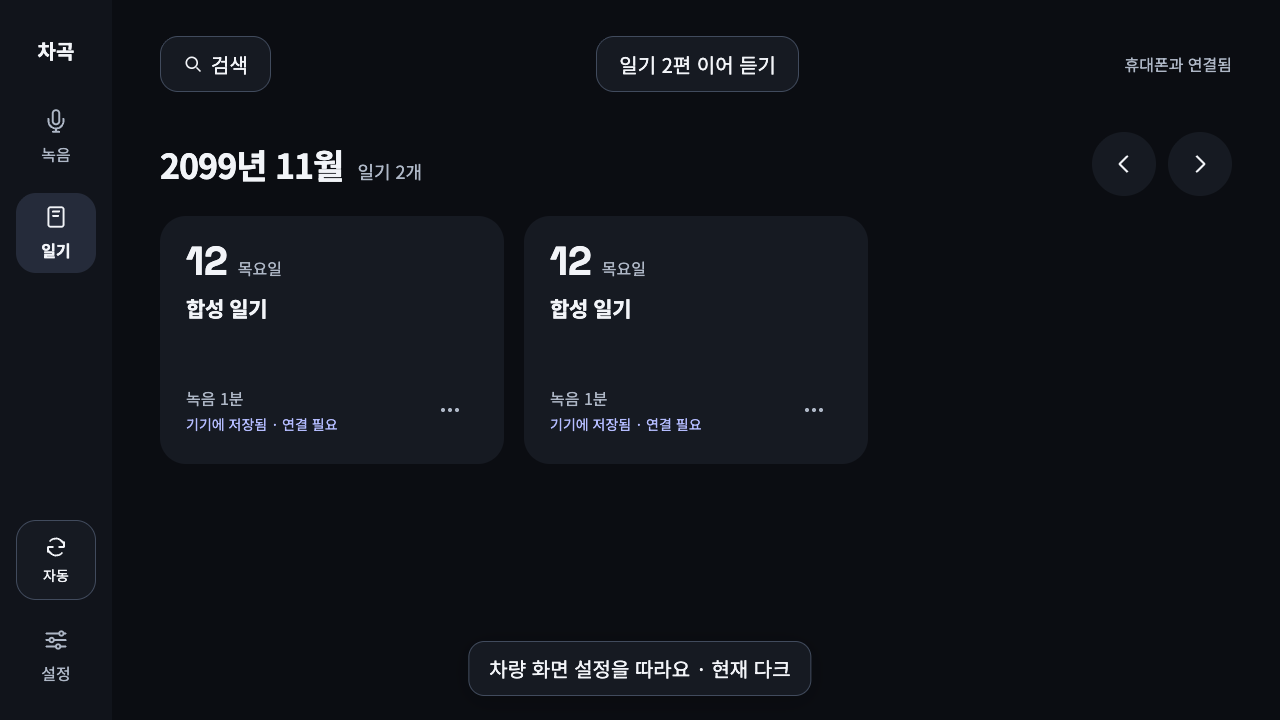 차곡
녹음
일기
자동
설정
검색
일기 2편 이어 듣기
휴대폰과 연결됨
2099년 11월 일기 2개
12 목요일
합성 일기
녹음 1분
기기에 저장됨 · 연결 필요
12 목요일
합성 일기
녹음 1분
기기에 저장됨 · 연결 필요
차량 화면 설정을 따라요 · 현재 다크